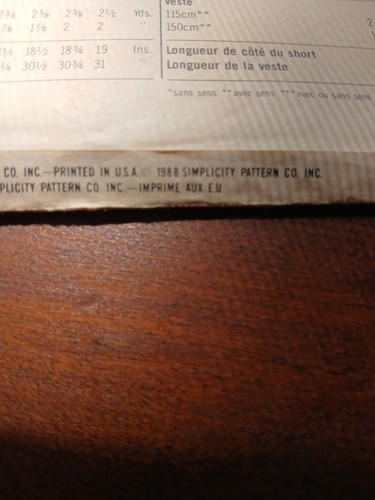 2⅜ 2⅜ 2½ Yds.
1⅞ 2 2 "
18½ 18¾ 19 Ins.
30½ 30¾ 31 "
Veste
115cm**
150cm**
Longueur de côté du short
Longueur de la veste
*sans sens **avec sens ***avec ou sans sens
CO. INC.—PRINTED IN U.S.A. © 1988 SIMPLICITY PATTERN CO. INC.
PLICITY PATTERN CO. INC.—IMPRIME AUX E.U